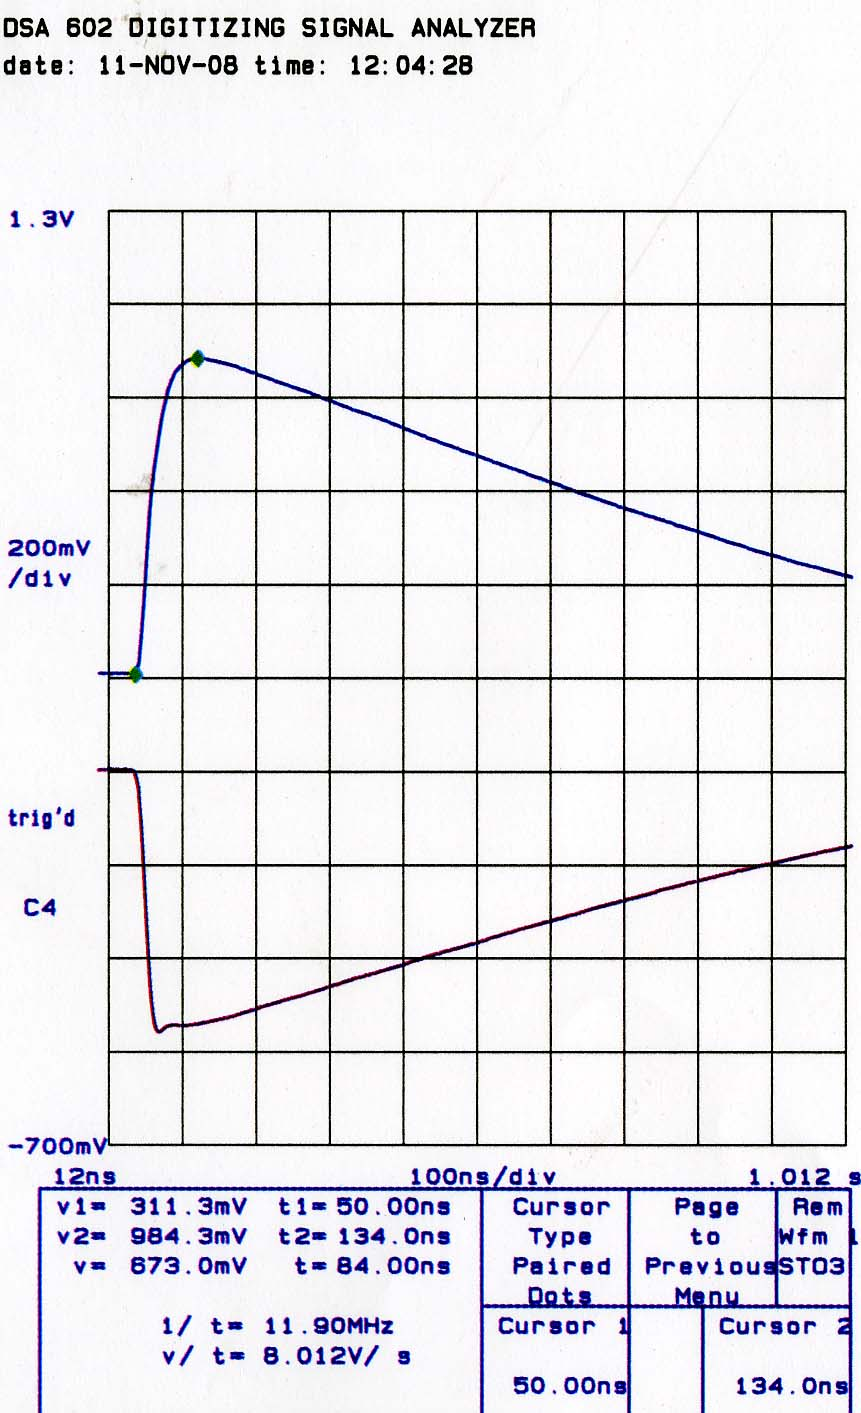 DSA 602 DIGITIZING SIGNAL ANALYZER
date: 11-NOV-08 time: 12:04:28
1.3V
200mV
/div
trig'd
C4
-700mV
12ns 100ns/div 1.012 s
v1= 311.3mV t1= 50.00ns
v2= 984.3mV t2= 134.0ns
v= 673.0mV t= 84.00ns
1/ t= 11.90MHz
v/ t= 8.012V/ s
Cursor
Type
Paired
Dots
Page
to
Previous
Menu
Rem
Wfm 1
STO3
Cursor 1
50.00ns
Cursor 2
134.0ns